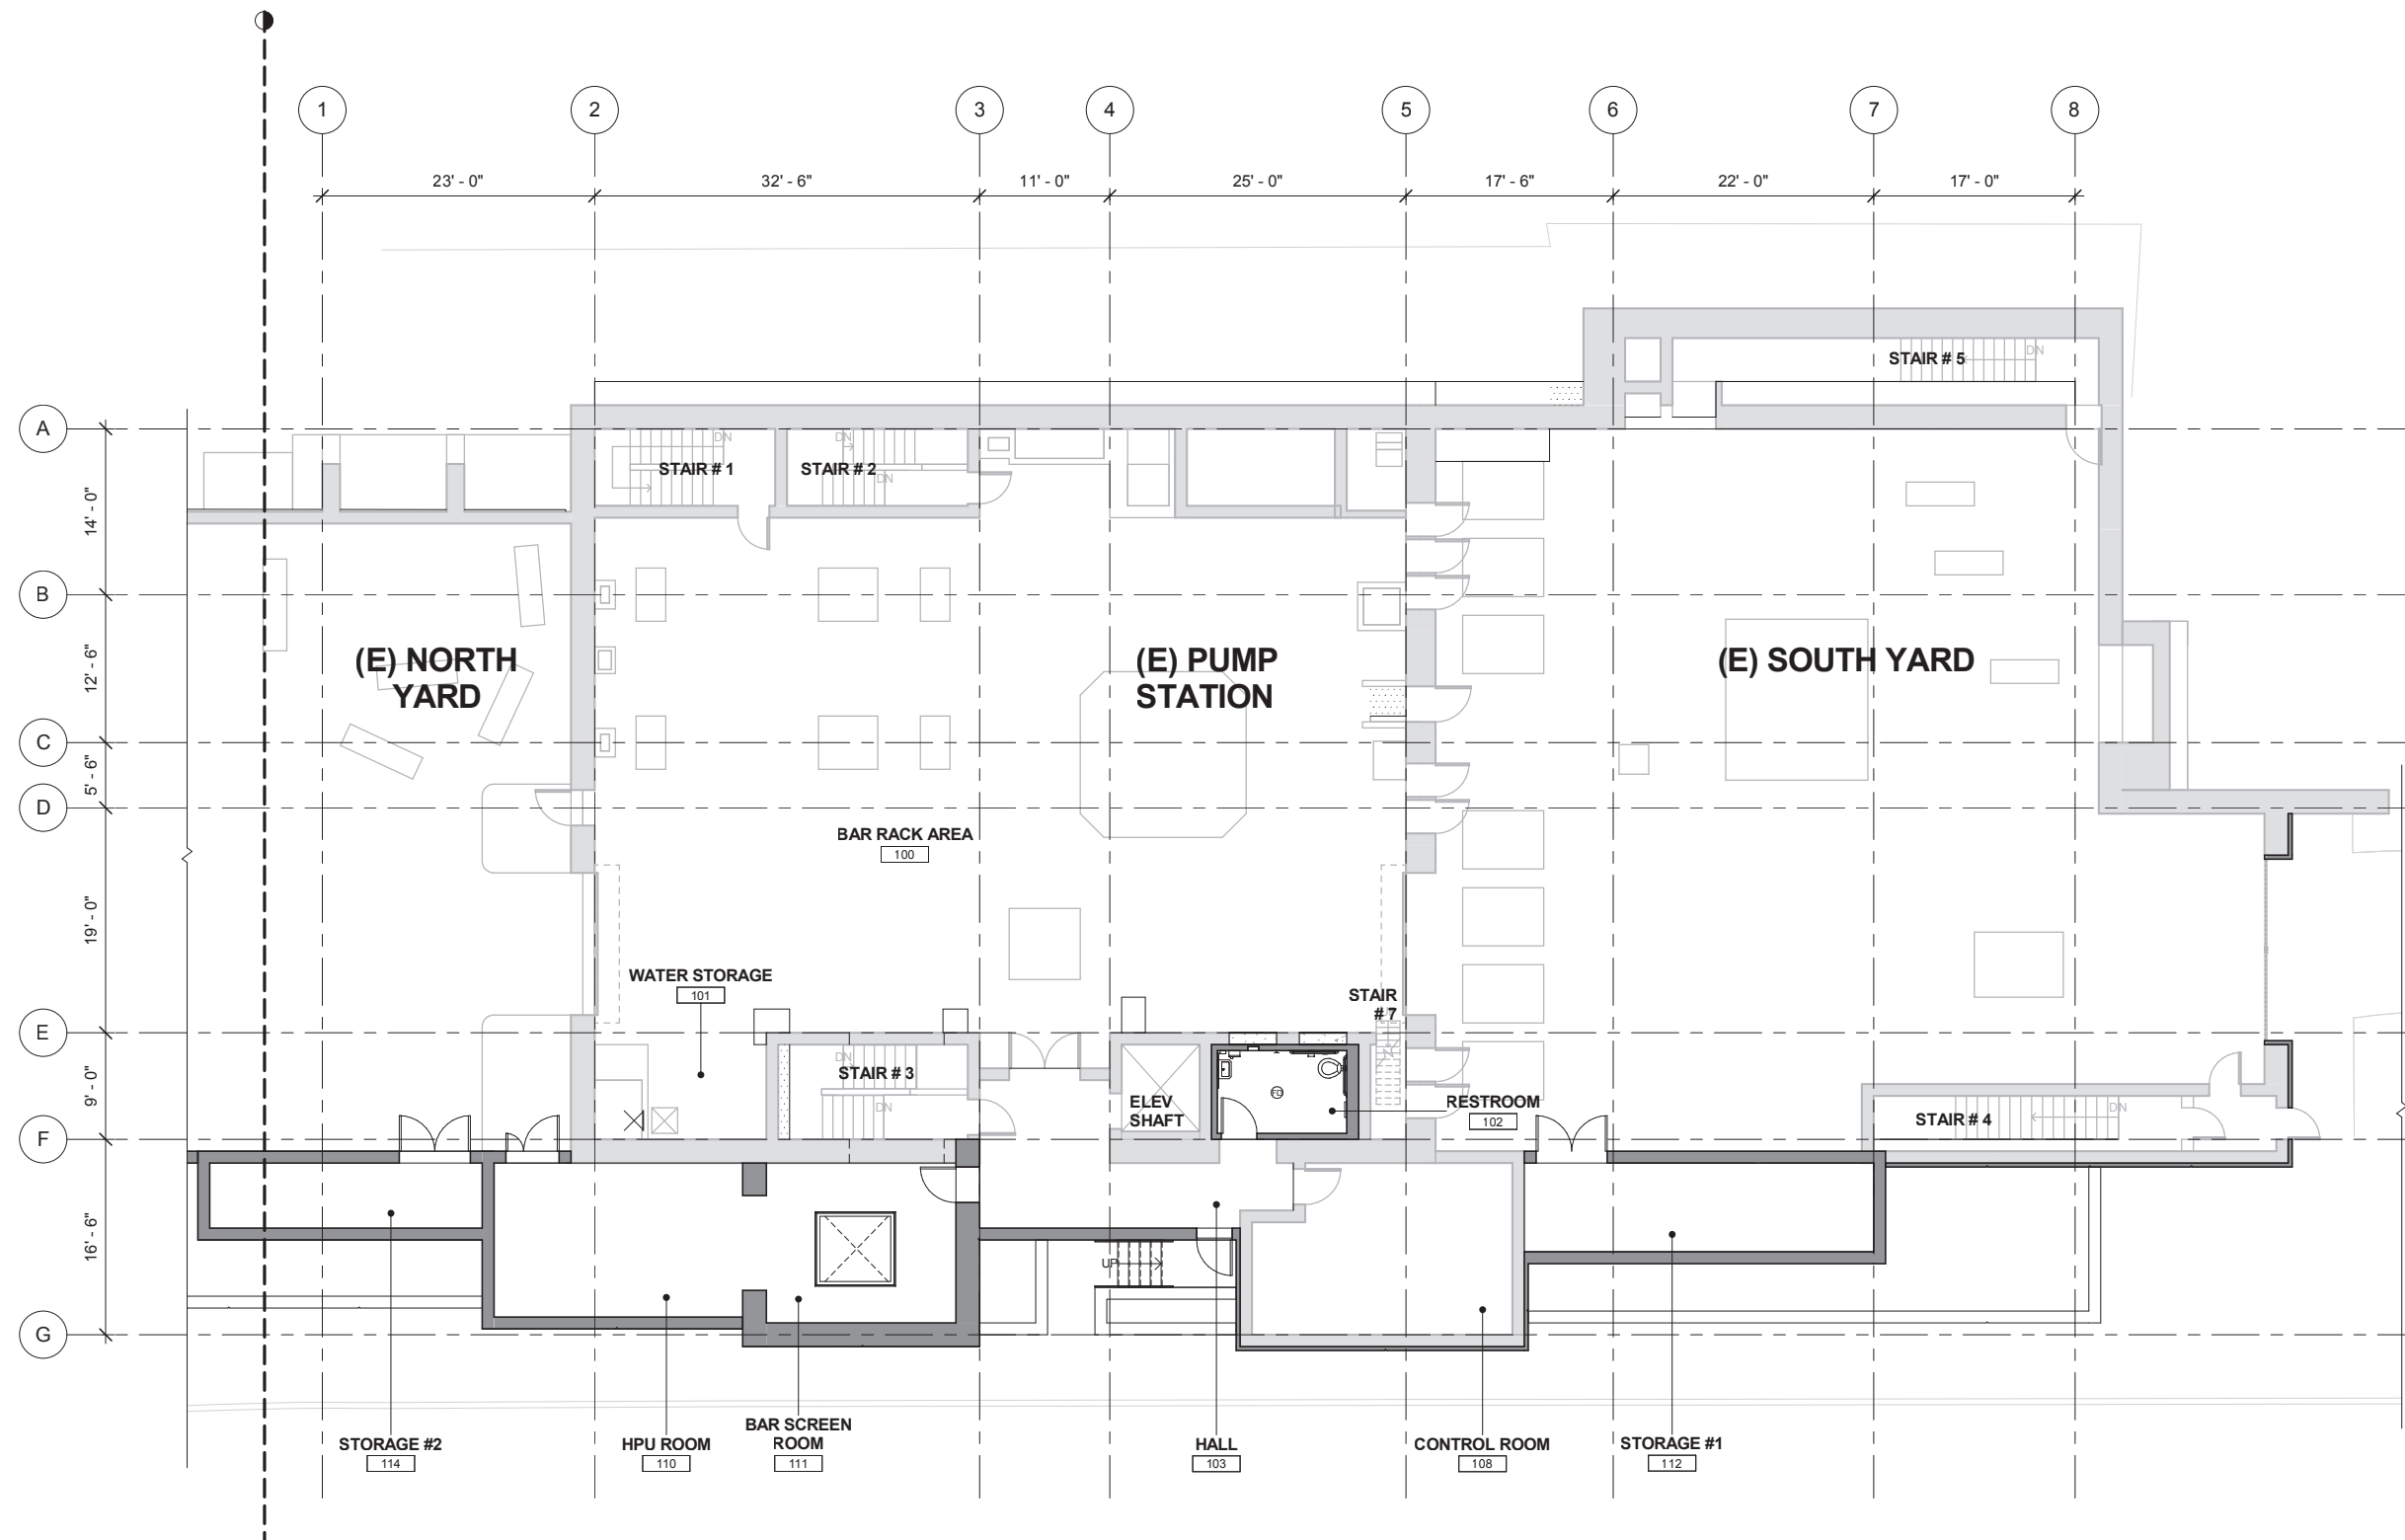 1
2
3
4
5
6
7
8
23' - 0"
32' - 6"
11' - 0"
25' - 0"
17' - 6"
22' - 0"
17' - 0"
DN
STAIR # 5
A
DN
DN
STAIR # 1
STAIR # 2
DN
14' - 0"
B
(E) NORTH
YARD
(E) PUMP
STATION
(E) SOUTH YARD
12' - 6"
C
5' - 6"
D
BAR RACK AREA
100
19' - 0"
WATER STORAGE
101
STAIR
# 7
E
DN
STAIR # 3
DN
9' - 0"
FD
ELEV
SHAFT
RESTROOM
102
DN
STAIR # 4
F
16' - 6"
UP
G
STORAGE #2
114
HPU ROOM
110
BAR SCREEN
ROOM
111
HALL
103
CONTROL ROOM
108
STORAGE #1
112